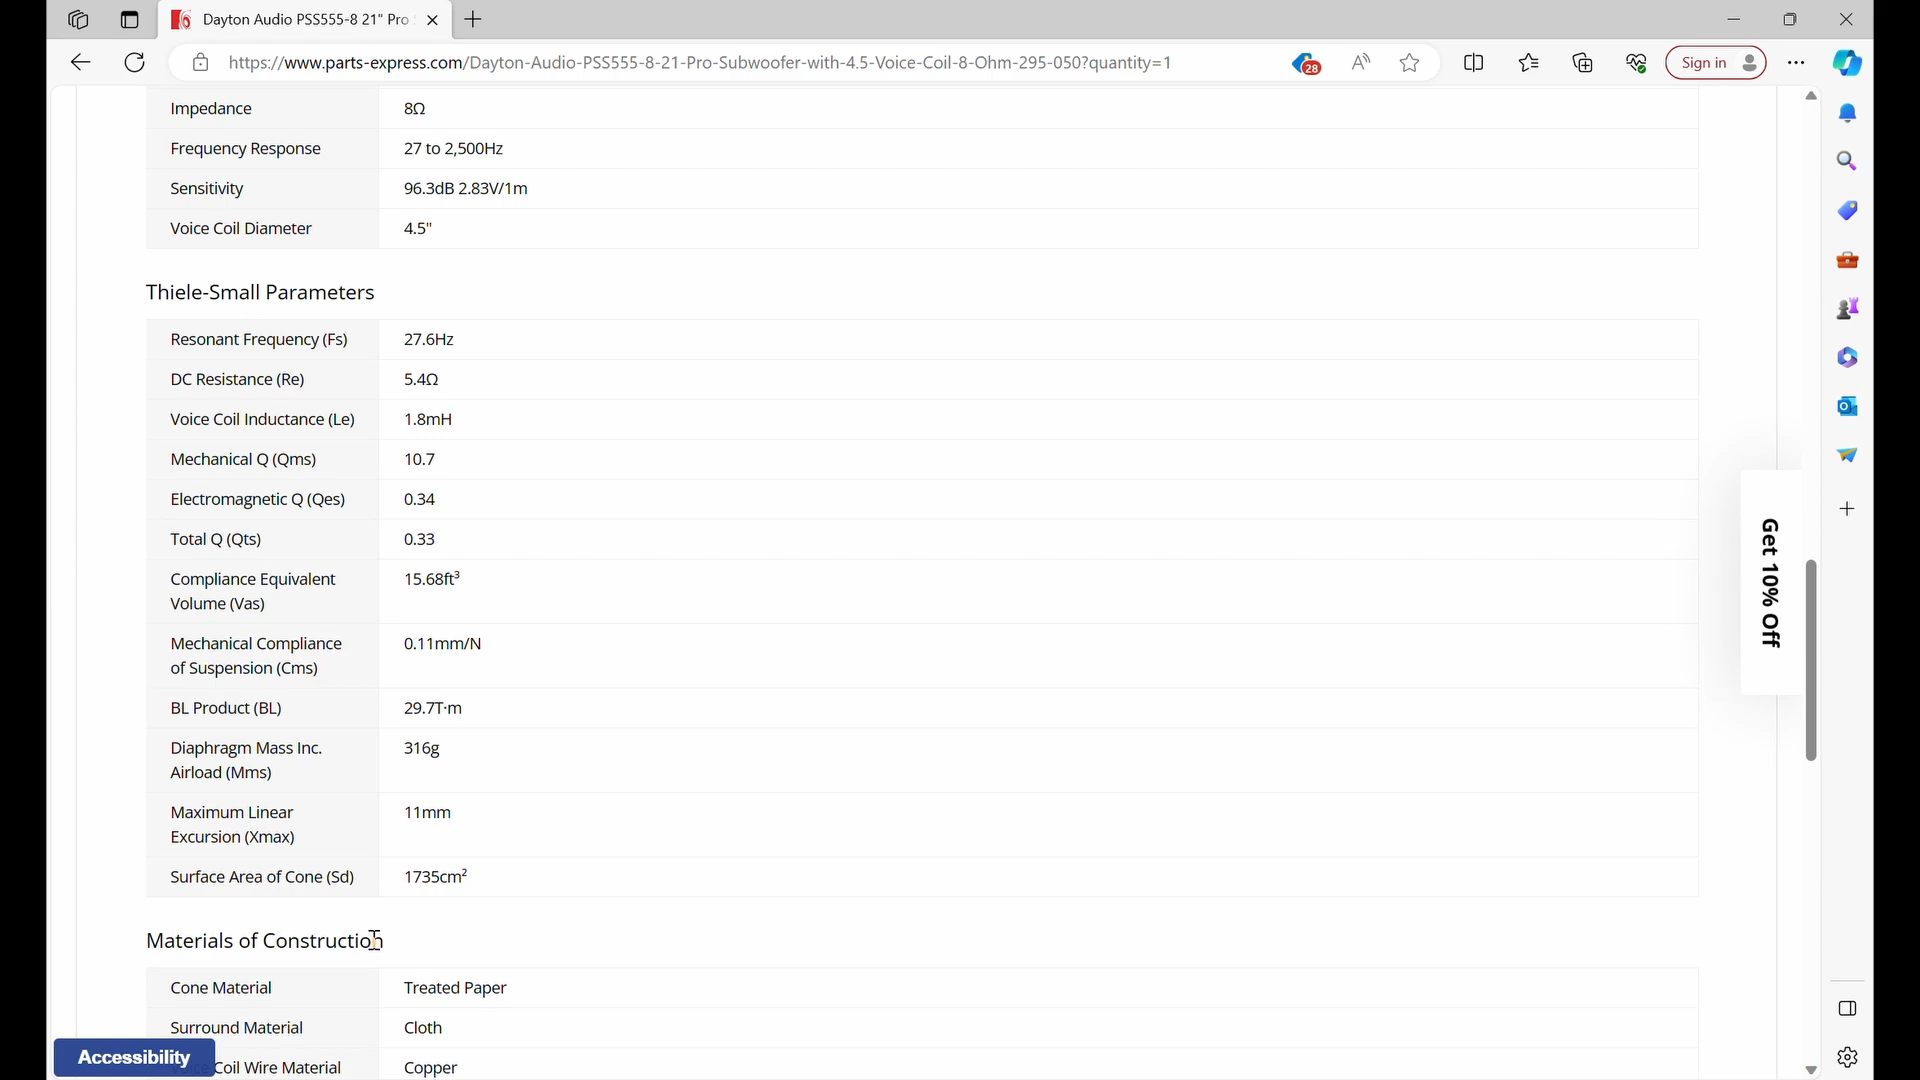 Dayton Audio PSS555-8 21" Pro
https://www.parts-express.com/Dayton-Audio-PSS555-8-21-Pro-Subwoofer-with-4.5-Voice-Coil-8-Ohm-295-050?quantity=1
28
Sign in
Impedance 8Ω
Frequency Response 27 to 2,500Hz
Sensitivity 96.3dB 2.83V/1m
Voice Coil Diameter 4.5"
Thiele-Small Parameters
Resonant Frequency (Fs) 27.6Hz
DC Resistance (Re) 5.4Ω
Voice Coil Inductance (Le) 1.8mH
Mechanical Q (Qms) 10.7
Electromagnetic Q (Qes) 0.34
Total Q (Qts) 0.33
Compliance Equivalent 15.68ft³
Volume (Vas)
Mechanical Compliance 0.11mm/N
of Suspension (Cms)
BL Product (BL) 29.7T·m
Diaphragm Mass Inc. 316g
Airload (Mms)
Maximum Linear 11mm
Excursion (Xmax)
Surface Area of Cone (Sd) 1735cm²
Get 10% Off
Materials of Construction
Cone Material Treated Paper
Surround Material Cloth
Coil Wire Material Copper
Accessibility